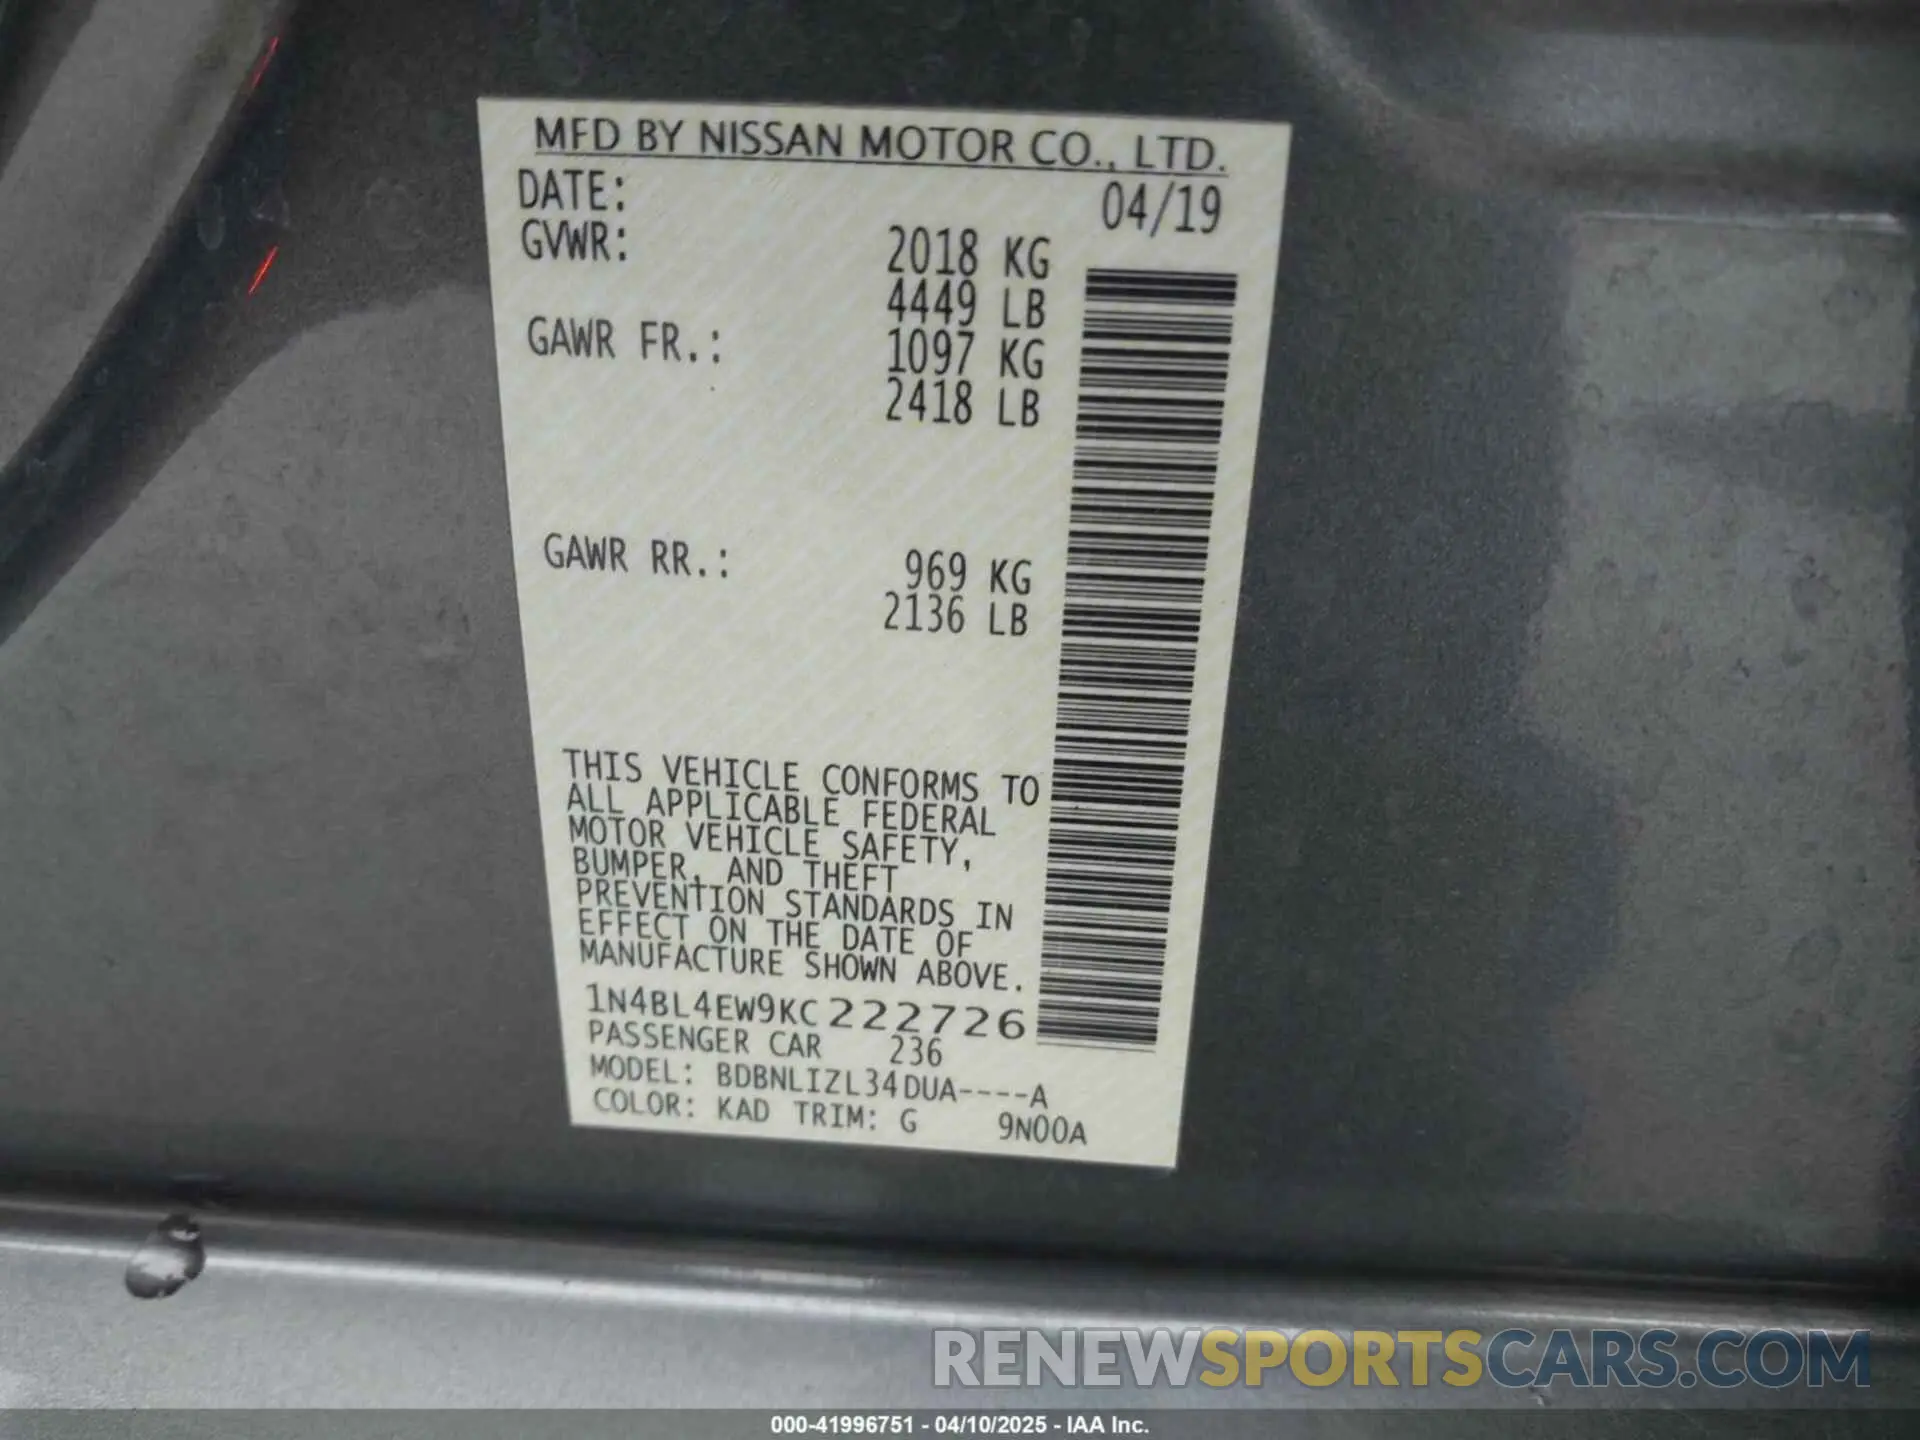 MFD BY NISSAN MOTOR CO., LTD.
DATE: 04/19
GVWR: 2018 KG
4449 LB
GAWR FR.: 1097 KG
2418 LB
GAWR RR.: 969 KG
2136 LB
THIS VEHICLE CONFORMS TO
ALL APPLICABLE FEDERAL
MOTOR VEHICLE SAFETY,
BUMPER, AND THEFT
PREVENTION STANDARDS IN
EFFECT ON THE DATE OF
MANUFACTURE SHOWN ABOVE.
1N4BL4EW9KC222726
PASSENGER CAR 236
MODEL: BDBNLIZL34DUA----A
COLOR: KAD TRIM: G 9N00A
RENEWSPORTSCARS.COM
000-41996751 - 04/10/2025 - IAA Inc.